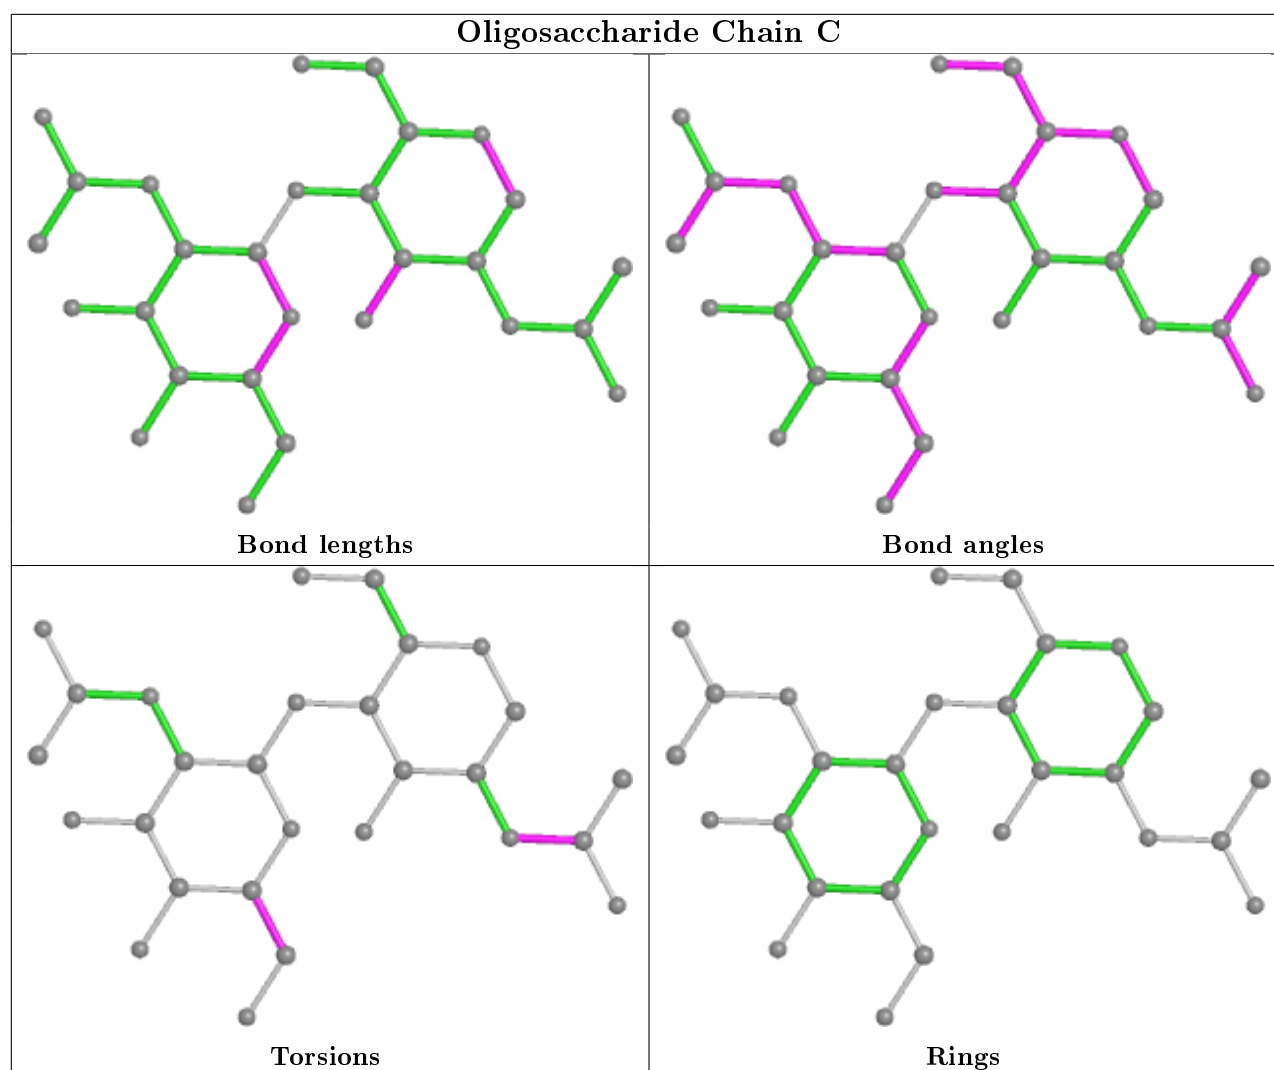 Oligosaccharide Chain C
Bond lengths
Bond angles
Torsions
Rings